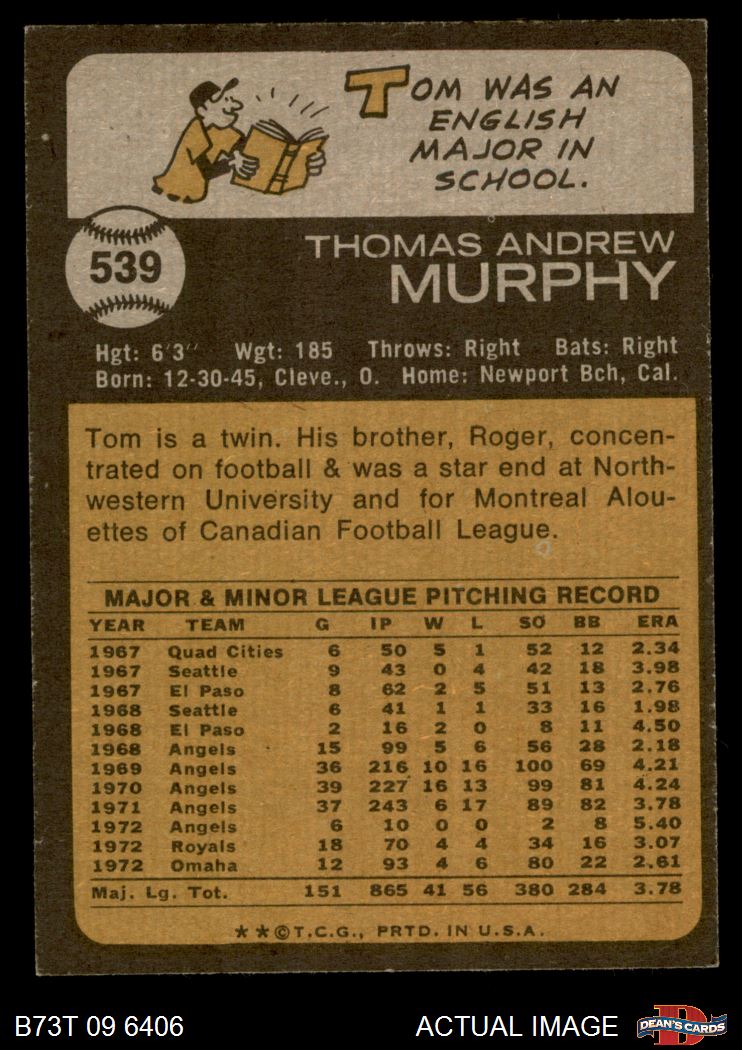 TOM WAS AN
ENGLISH
MAJOR IN
SCHOOL.
539
THOMAS ANDREW
MURPHY
Hgt: 6'3" Wgt: 185 Throws: Right Bats: Right
Born: 12-30-45, Cleve., O. Home: Newport Bch, Cal.
Tom is a twin. His brother, Roger, concen-
trated on football & was a star end at North-
western University and for Montreal Alou-
ettes of Canadian Football League.
MAJOR & MINOR LEAGUE PITCHING RECORD
YEAR TEAM G IP W L SO BB ERA
1967 Quad Cities 6 50 5 1 52 12 2.34
1967 Seattle 9 43 0 4 42 18 3.98
1967 El Paso 8 62 2 5 51 13 2.76
1968 Seattle 6 41 1 1 33 16 1.98
1968 El Paso 2 16 2 0 8 11 4.50
1968 Angels 15 99 5 6 56 28 2.18
1969 Angels 36 216 10 16 100 69 4.21
1970 Angels 39 227 16 13 99 81 4.24
1971 Angels 37 243 6 17 89 82 3.78
1972 Angels 6 10 0 0 2 8 5.40
1972 Royals 18 70 4 4 34 16 3.07
1972 Omaha 12 93 4 6 80 22 2.61
Maj. Lg. Tot. 151 865 41 56 380 284 3.78
★★©T.C.G., PRTD. IN U.S.A.
B73T 09 6406 ACTUAL IMAGE DEAN'S CARDS